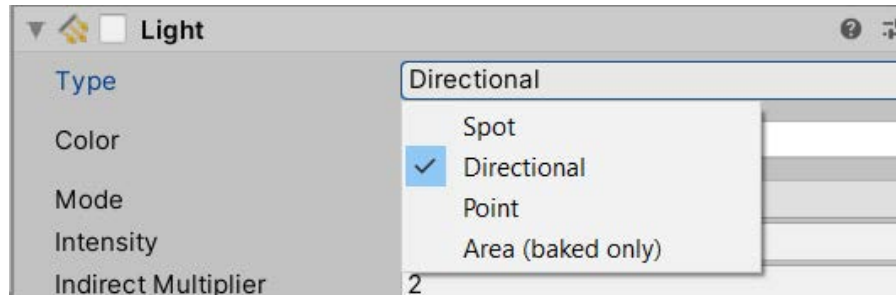 Light
Type Directional
Spot
Color
Directional
Mode Point
Intensity Area (baked only)
Indirect Multiplier 2